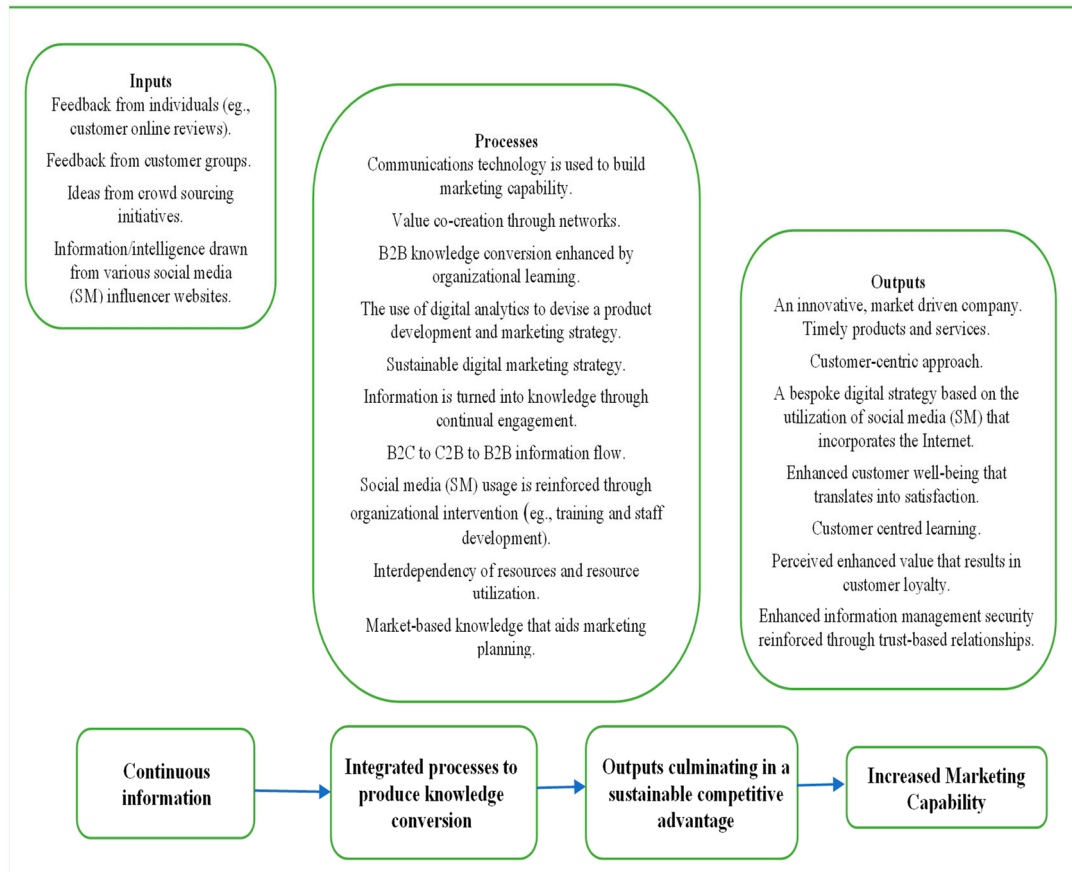 Inputs
Feedback from individuals (eg.,
customer online reviews).
Feedback from customer groups.
Ideas from crowd sourcing
initiatives.
Information/intelligence drawn
from various social media
(SM) influencer websites.
Processes
Communications technology is used to build
marketing capability.
Value co-creation through networks.
B2B knowledge conversion enhanced by
organizational learning.
The use of digital analytics to devise a product
development and marketing strategy.
Sustainable digital marketing strategy.
Information is turned into knowledge through
continual engagement.
B2C to C2B to B2B information flow.
Social media (SM) usage is reinforced through
organizational intervention (eg., training and staff
development).
Interdependency of resources and resource
utilization.
Market-based knowledge that aids marketing
planning.
Outputs
An innovative, market driven company.
Timely products and services.
Customer-centric approach.
A bespoke digital strategy based on the
utilization of social media (SM) that
incorporates the Internet.
Enhanced customer well-being that
translates into satisfaction.
Customer centred learning.
Perceived enhanced value that results in
customer loyalty.
Enhanced information management security
reinforced through trust-based relationships.
Continuous
information
Integrated processes to
produce knowledge
conversion
Outputs culminating in a
sustainable competitive
advantage
Increased Marketing
Capability